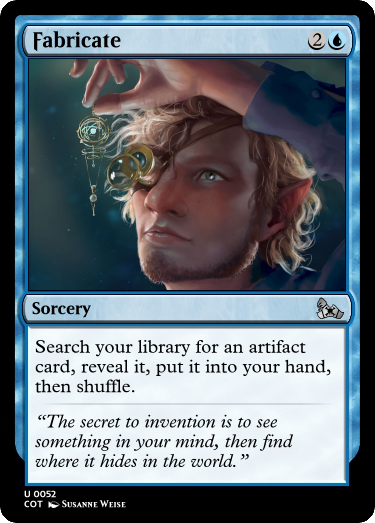 Fabricate 2
Sorcery
Search your library for an artifact
card, reveal it, put it into your hand,
then shuffle.
“The secret to invention is to see
something in your mind, then find
where it hides in the world.”
U 0052
COT Susanne Weise